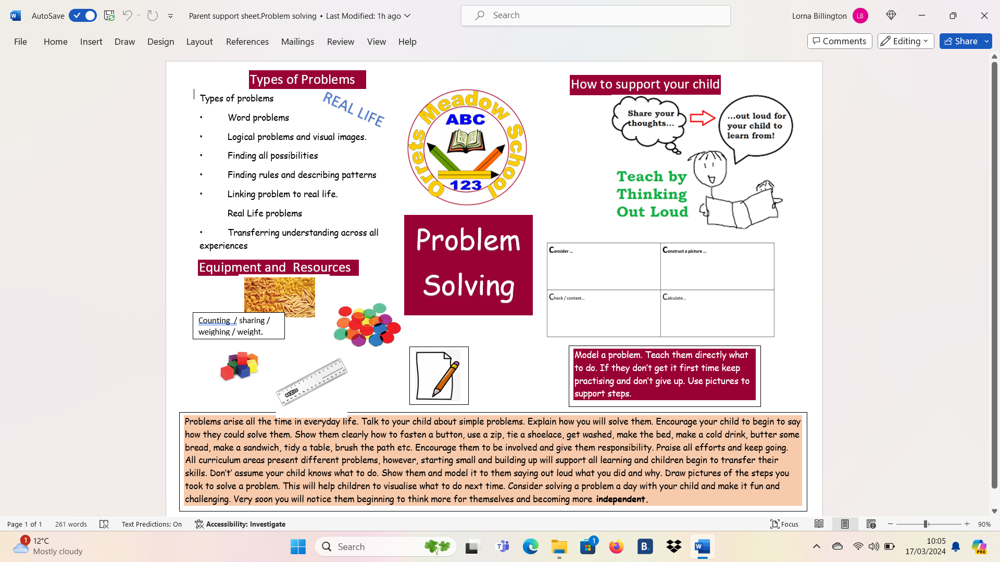 AutoSave
Parent support sheet.Problem solving • Last Modified: 1h ago
Search
Lorna Billington
LB
File Home Insert Draw Design Layout References Mailings Review View Help
Comments
Editing
Share
Types of Problems
Types of problems
REAL LIFE
• Word problems
• Logical problems and visual images.
• Finding all possibilities
• Finding rules and describing patterns
• Linking problem to real life.
Real Life problems
• Transferring understanding across all
experiences
Equipment and Resources
Counting / sharing /
weighing / weight.
Orrets Meadow School
ABC
123
Problem
Solving
How to support your child
Share your
thoughts...
...out loud for
your child to
learn from!
Teach by
Thinking
Out Loud
Consider ...
Construct a picture ...
Check / context...
Calculate...
Model a problem. Teach them directly what
to do. If they don't get it first time keep
practising and don't give up. Use pictures to
support steps.
Problems arise all the time in everyday life. Talk to your child about simple problems. Explain how you will solve them. Encourage your child to begin to say
how they could solve them. Show them clearly how to fasten a button, use a zip, tie a shoelace, get washed, make the bed, make a cold drink, butter some
bread, make a sandwich, tidy a table, brush the path etc. Encourage them to be involved and give them responsibility. Praise all efforts and keep going.
All curriculum areas present different problems, however, starting small and building up will support all learning and children begin to transfer their
skills. Don't' assume your child knows what to do. Show them and model it to them saying out loud what you did and why. Draw pictures of the steps you
took to solve a problem. This will help children to visualise what to do next time. Consider solving a problem a day with your child and make it fun and
challenging. Very soon you will notice them beginning to think more for themselves and becoming more independent.
Page 1 of 1
261 words
Text Predictions: On
Accessibility: Investigate
Focus
90%
1
12°C
Mostly cloudy
Search
1
10:05
17/03/2024
PRE